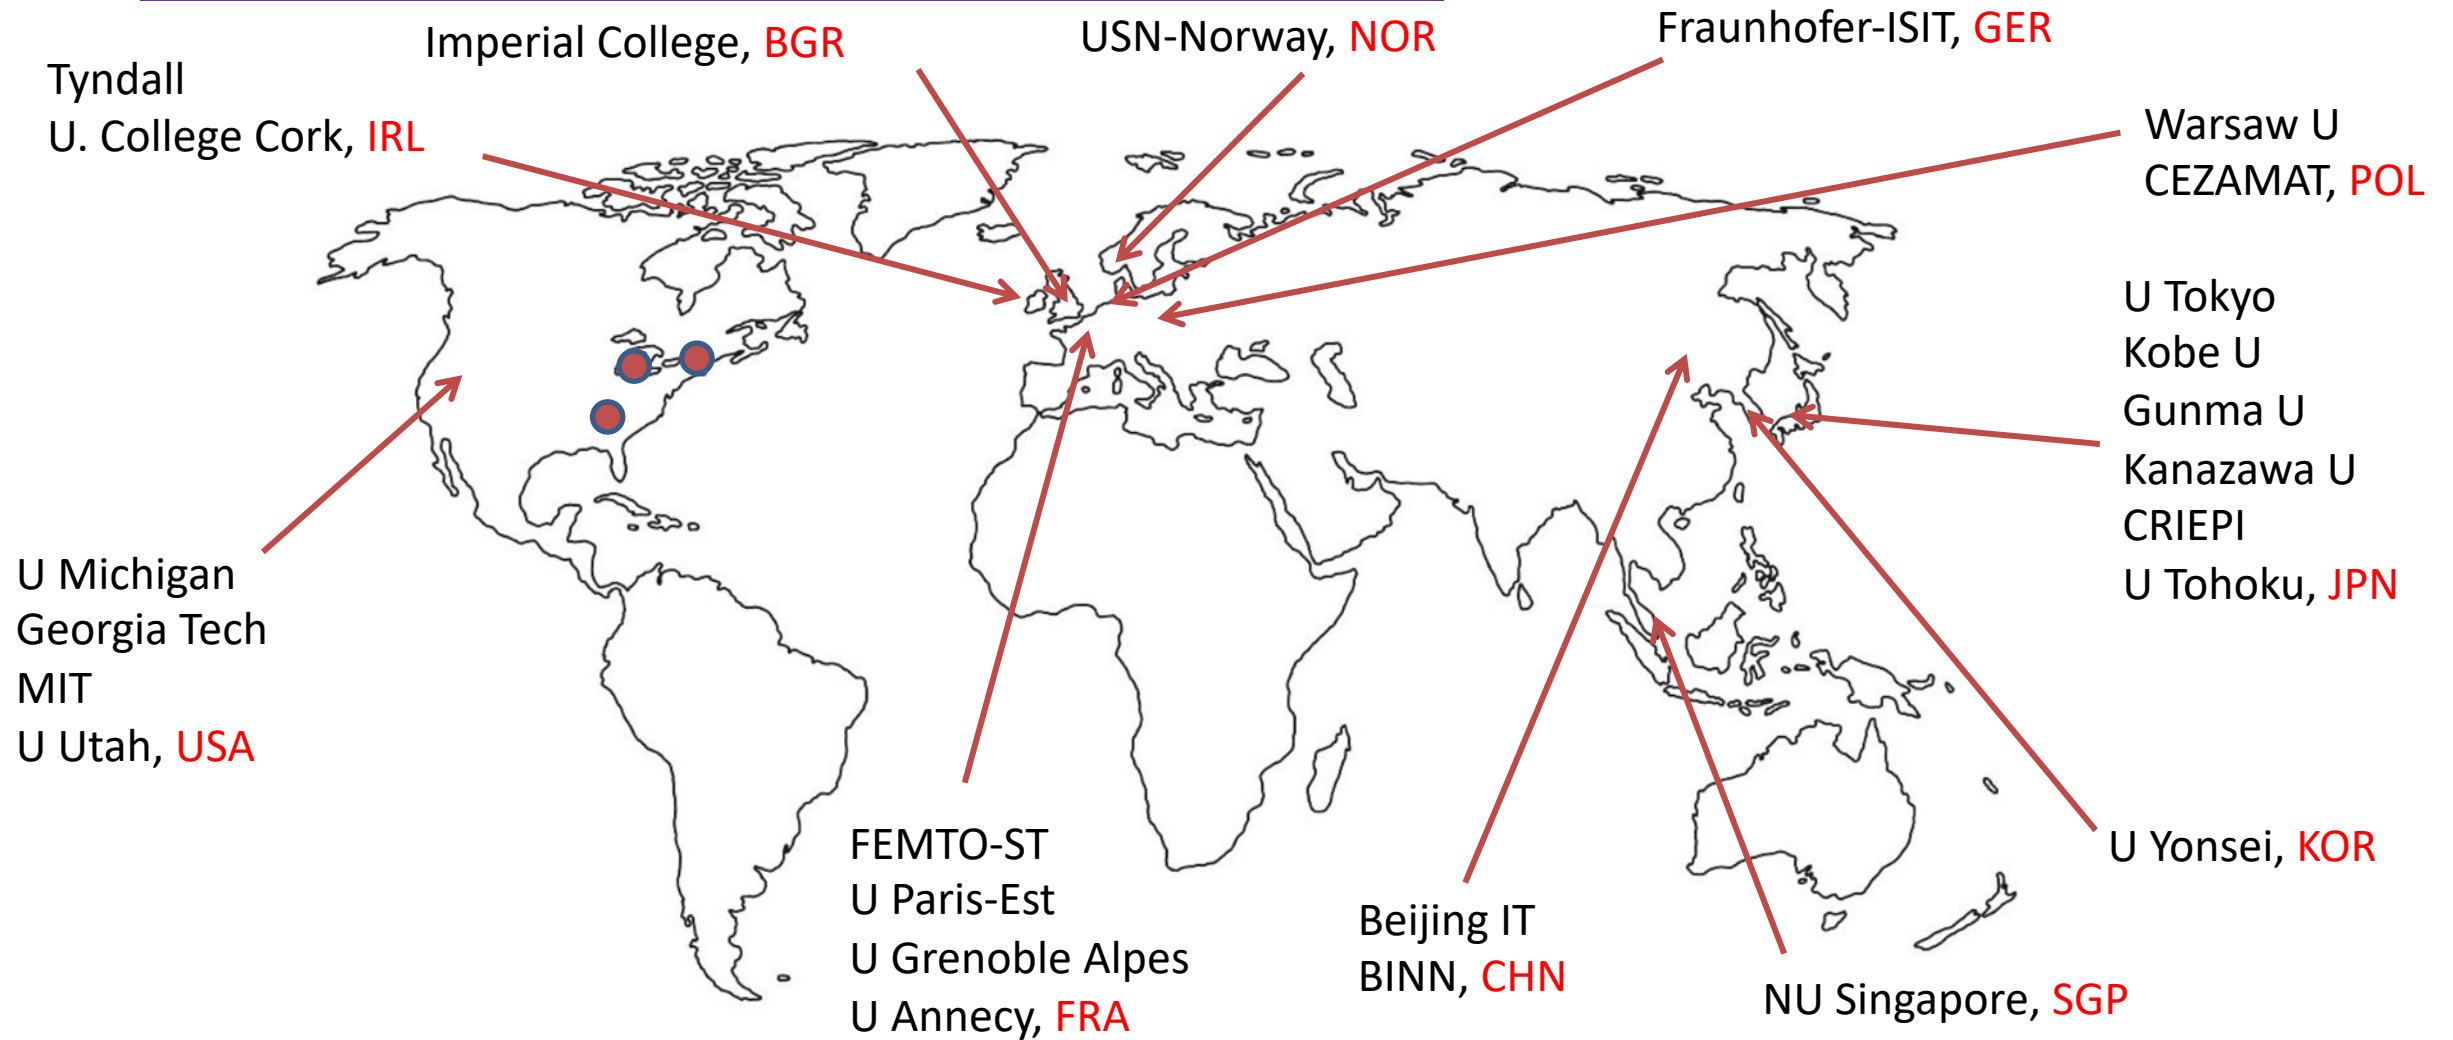 Imperial College, BGR
USN-Norway, NOR
Fraunhofer-ISIT, GER
Tyndall
U. College Cork, IRL
Warsaw U
CEZAMAT, POL
U Tokyo
Kobe U
Gunma U
Kanazawa U
CRIEPI
U Tohoku, JPN
U Michigan
Georgia Tech
MIT
U Utah, USA
FEMTO-ST
U Paris-Est
U Grenoble Alpes
U Annecy, FRA
Beijing IT
BINN, CHN
U Yonsei, KOR
NU Singapore, SGP